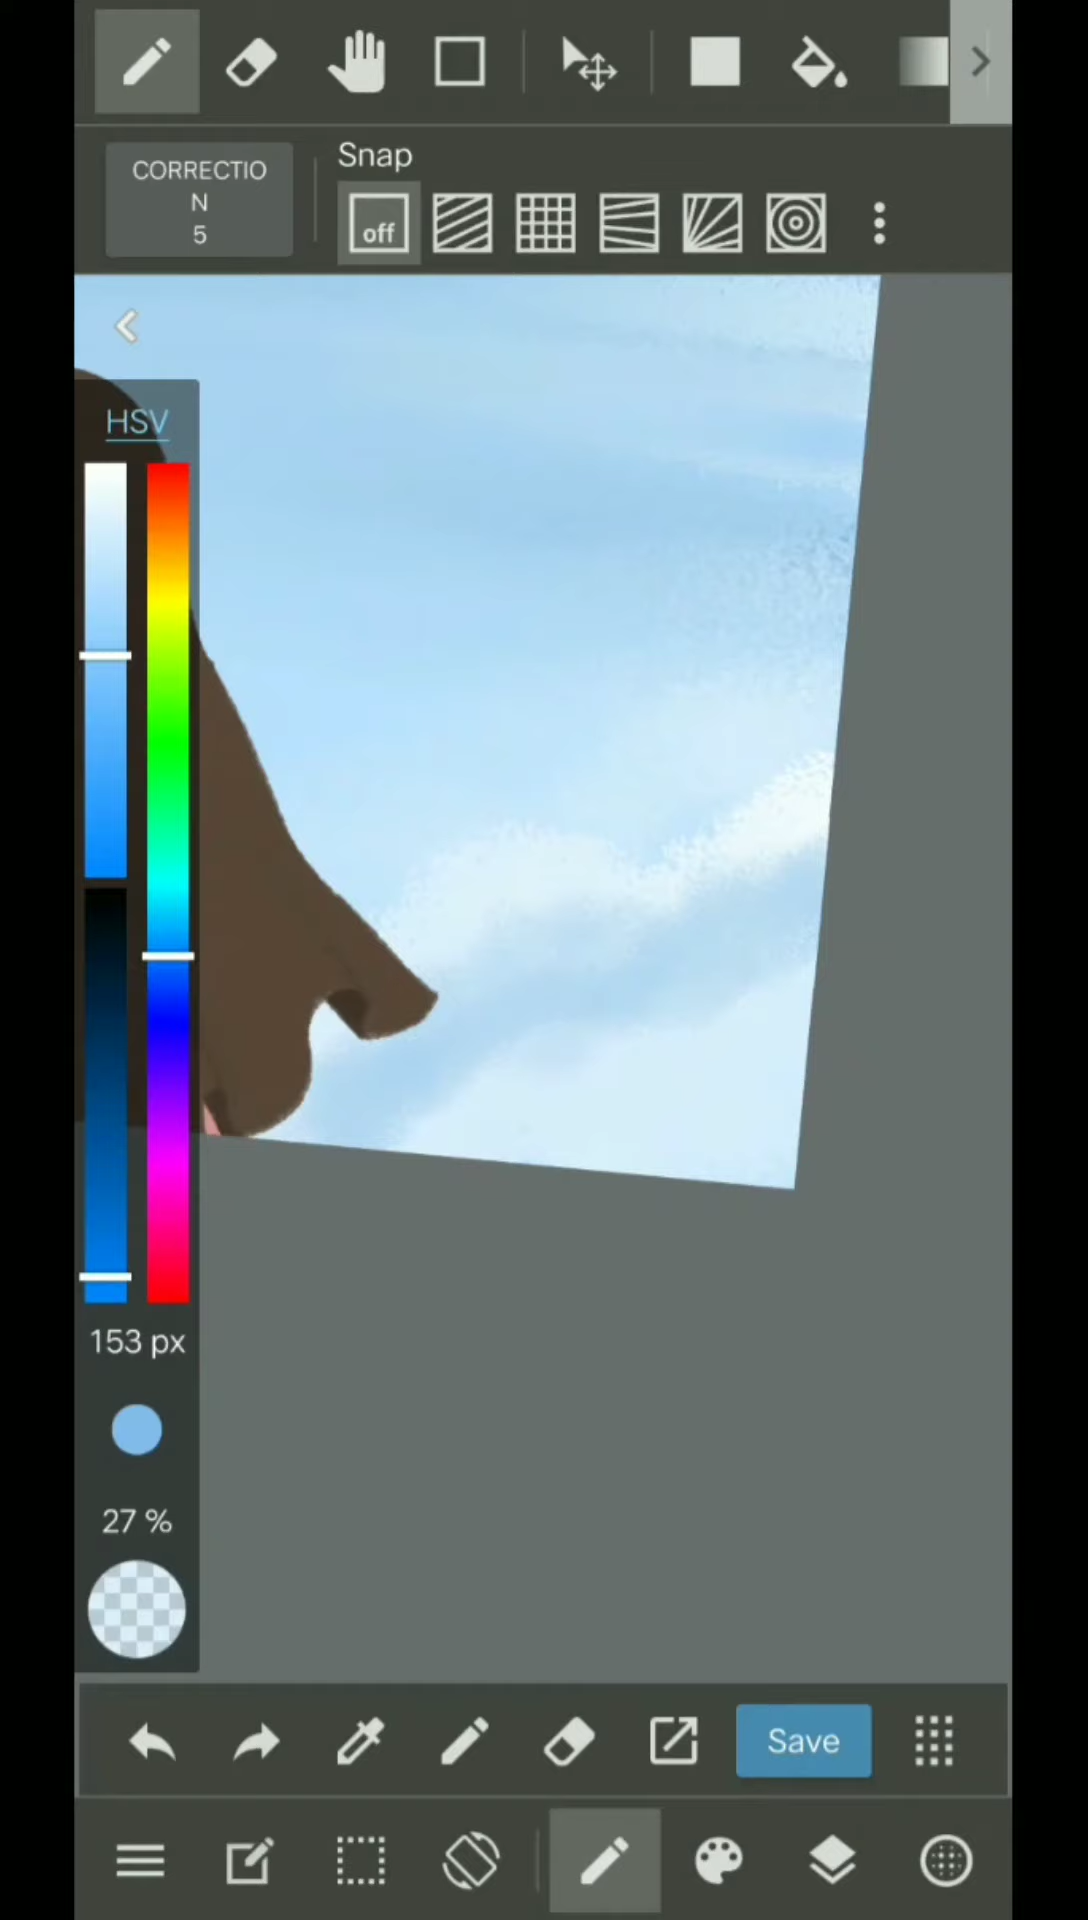 Snap
CORRECTIO
N
5
off
HSV
153 px
27 %
Save